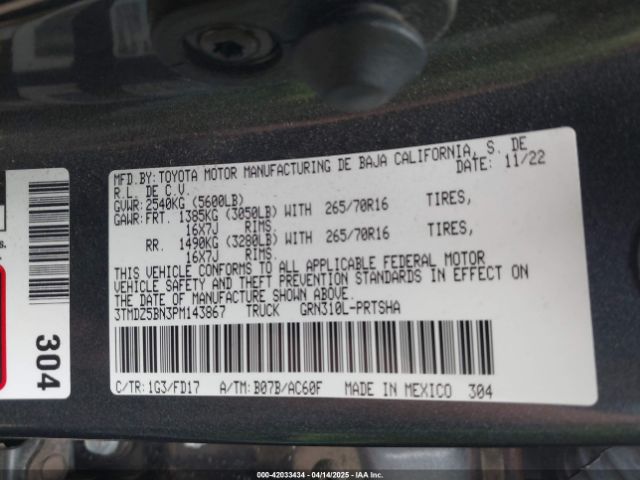 MFD.BY:TOYOTA MOTOR MANUFACTURING DE BAJA CALIFORNIA, S. DE
R.L. DE C.V. DATE: 11/22
GVWR: 2540KG (5600LB)
GAWR: FRT. 1385KG (3050LB) WITH 265/70R16 TIRES,
16X7J RIMS.
RR. 1490KG (3280LB) WITH 265/70R16 TIRES,
16X7J RIMS.
THIS VEHICLE CONFORMS TO ALL APPLICABLE FEDERAL MOTOR
VEHICLE SAFETY AND THEFT PREVENTION STANDARDS IN EFFECT ON
THE DATE OF MANUFACTURE SHOWN ABOVE.
3TMDZ5BN3PM143867 TRUCK GRN310L-PRTSHA
C/TR: 1G3/FD17 A/TM: B07B/AC60F MADE IN MEXICO 304
s.
304
000-42033434 | 04/14/2025 - IAAI, Inc.